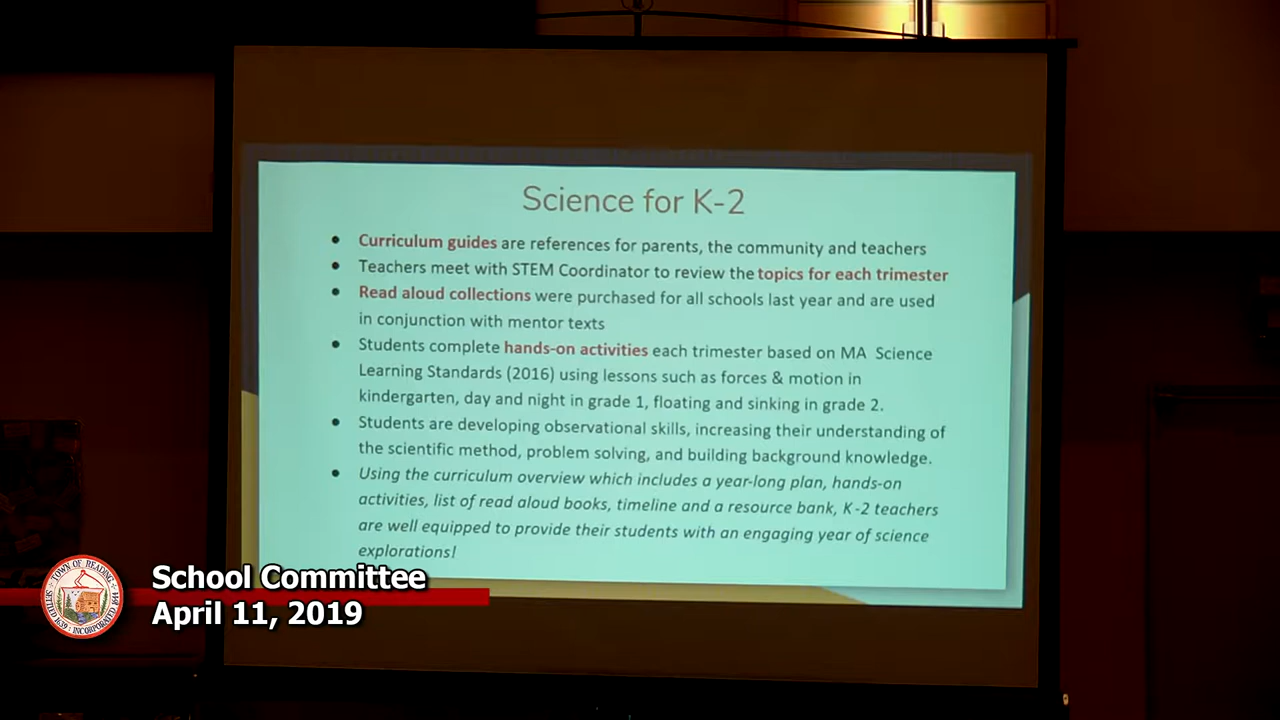 Science for K-2
• Curriculum guides are references for parents, the community and teachers
• Teachers meet with STEM Coordinator to review the topics for each trimester
• Read aloud collections were purchased for all schools last year and are used
in conjunction with mentor texts
• Students complete hands-on activities each trimester based on MA Science
Learning Standards (2016) using lessons such as forces & motion in
kindergarten, day and night in grade 1, floating and sinking in grade 2.
• Students are developing observational skills, increasing their understanding of
the scientific method, problem solving, and building background knowledge.
• Using the curriculum overview which includes a year-long plan, hands-on
activities, list of read aloud books, timeline and a resource bank, K-2 teachers
are well equipped to provide their students with an engaging year of science
explorations!
TOWN OF READING
SETTLED 1639 INCORPORATED 1644
School Committee
April 11, 2019